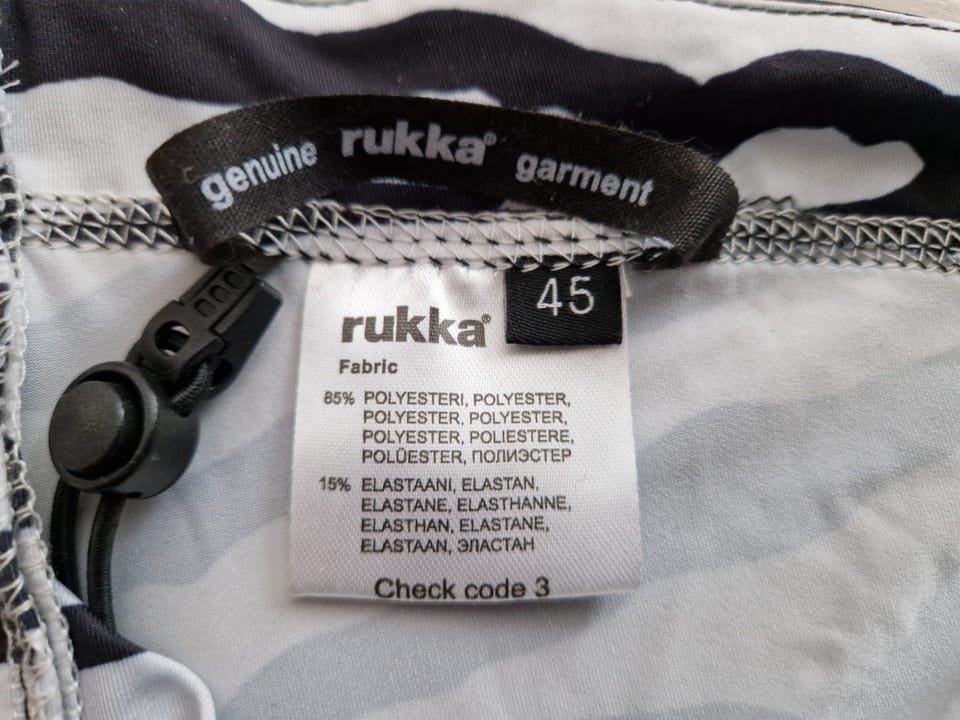 genuine rukka® garment
45
rukka®
Fabric
85% POLYESTERI, POLYESTER,
POLYESTER, POLYESTER,
POLYESTER, POLIESTERE,
POLÜESTER, ПОЛИЭСТЕР
15% ELASTAANI, ELASTAN,
ELASTANE, ELASTHANNE,
ELASTHAN, ELASTANE,
ELASTAAN, ЭЛАСТАН
Check code 3